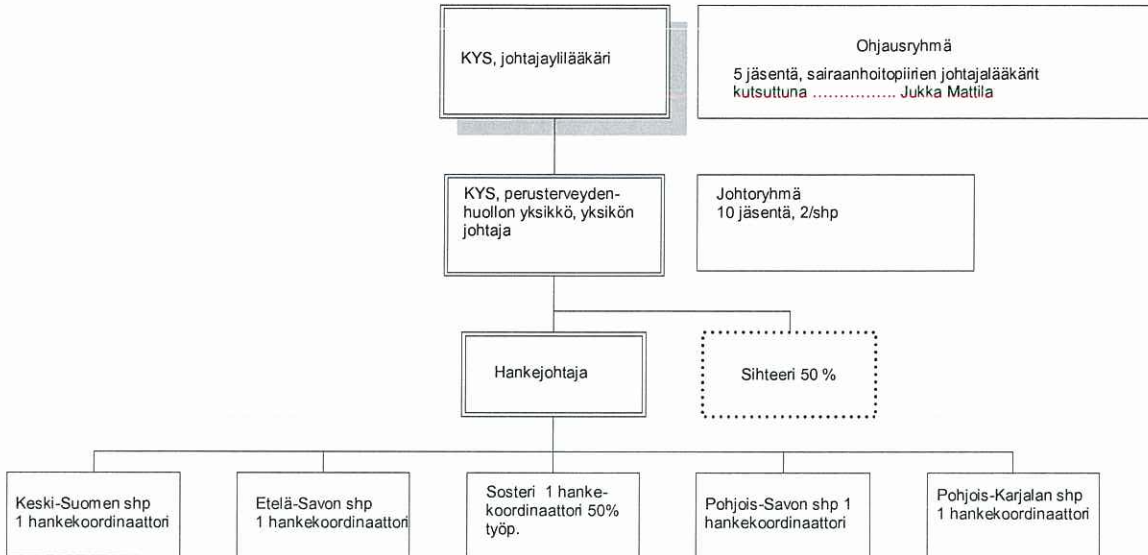 KYS, johtajaylilääkäri
Ohjausryhmä
5 jäsentä, sairaanhoitopiirien johtajalääkärit
kutsuttuna ................ Jukka Mattila
KYS, perusterveyden-
huollon yksikkö, yksikön
johtaja
Johtoryhmä
10 jäsentä, 2/shp
Hankejohtaja
Sihteeri 50 %
Keski-Suomen shp
1 hankekoordinaattori
Etelä-Savon shp
1 hankekoordinaattori
Sosteri 1 hanke-
koordinaattori 50%
työp.
Pohjois-Savon shp 1
hankekoordinaattori
Pohjois-Karjalan shp
1 hankekoordinaattori